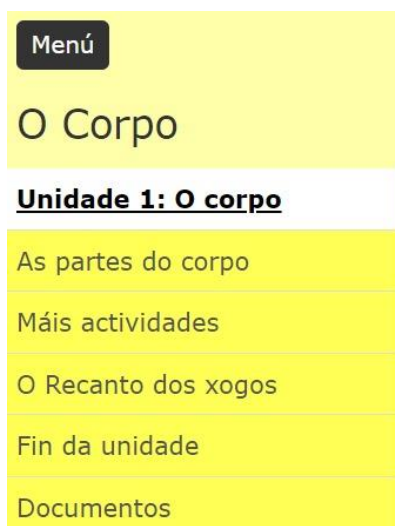 Menú
O Corpo
Unidade 1: O corpo
As partes do corpo
Máis actividades
O Recanto dos xogos
Fin da unidade
Documentos